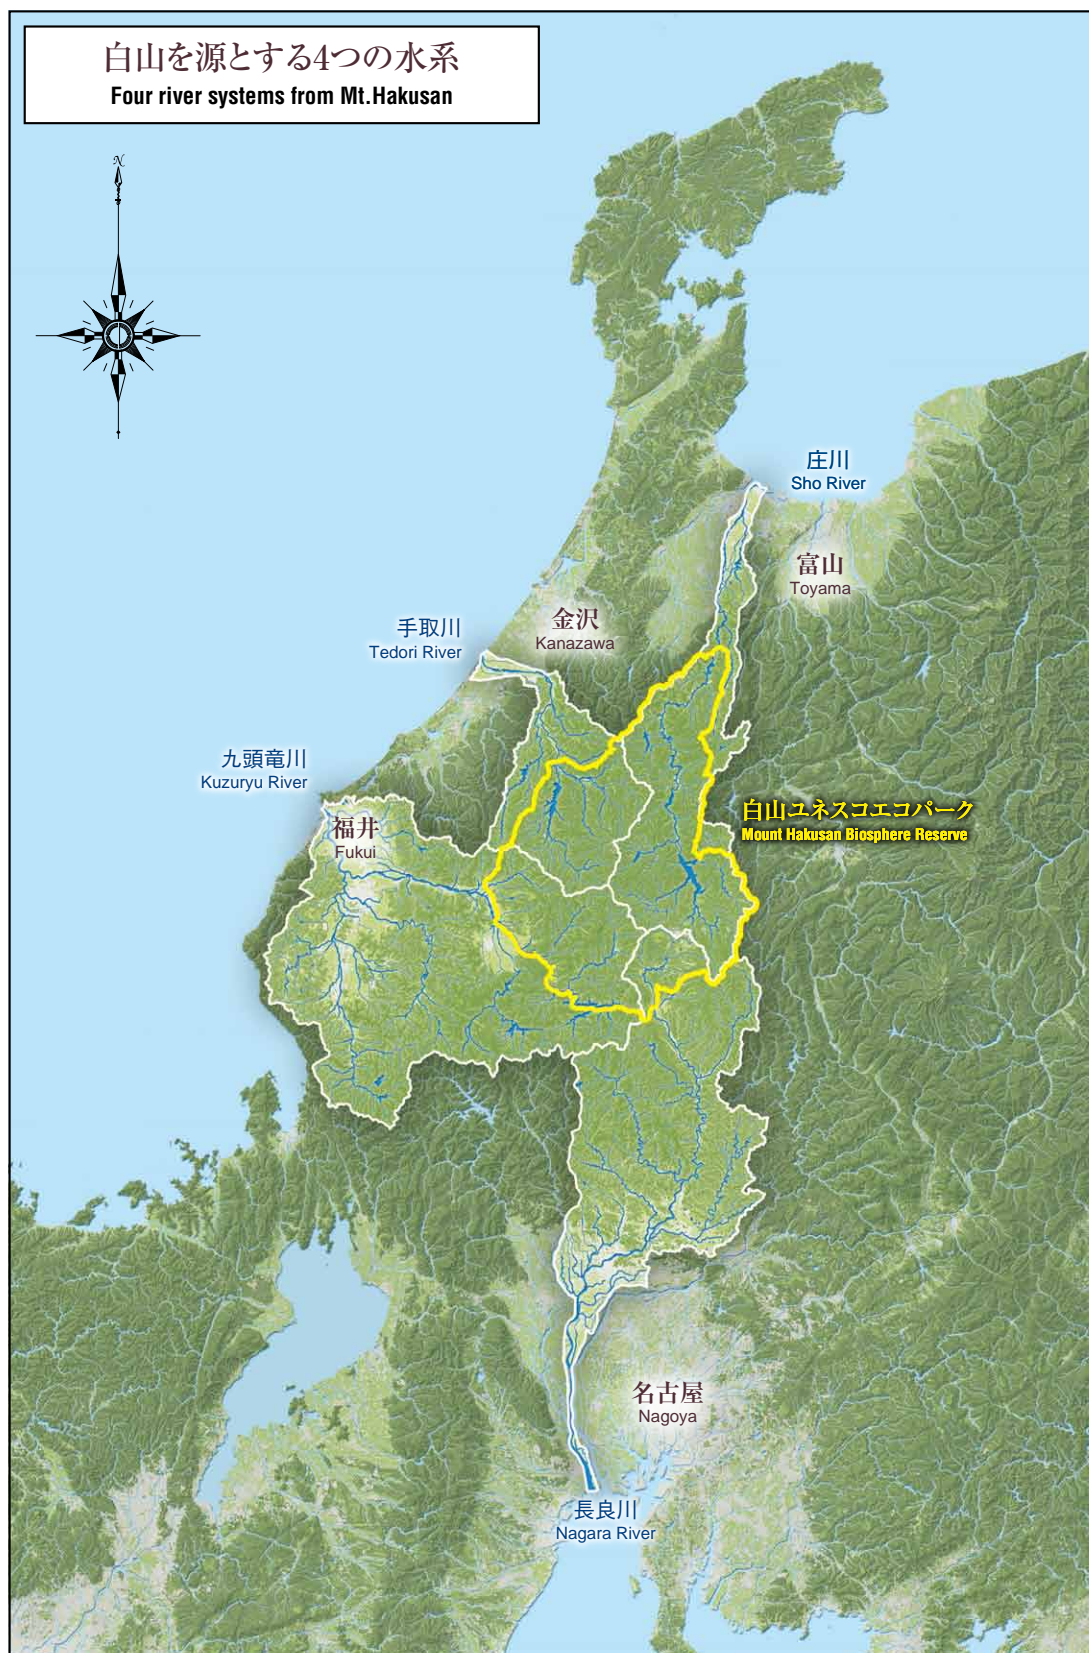 白山を源とする4つの水系
Four river systems from Mt.Hakusan
N
庄川
Sho River
富山
Toyama
金沢
Kanazawa
手取川
Tedori River
九頭竜川
Kuzuryu River
白山ユネスコエコパーク
Mount Hakusan Biosphere Reserve
福井
Fukui
名古屋
Nagoya
長良川
Nagara River